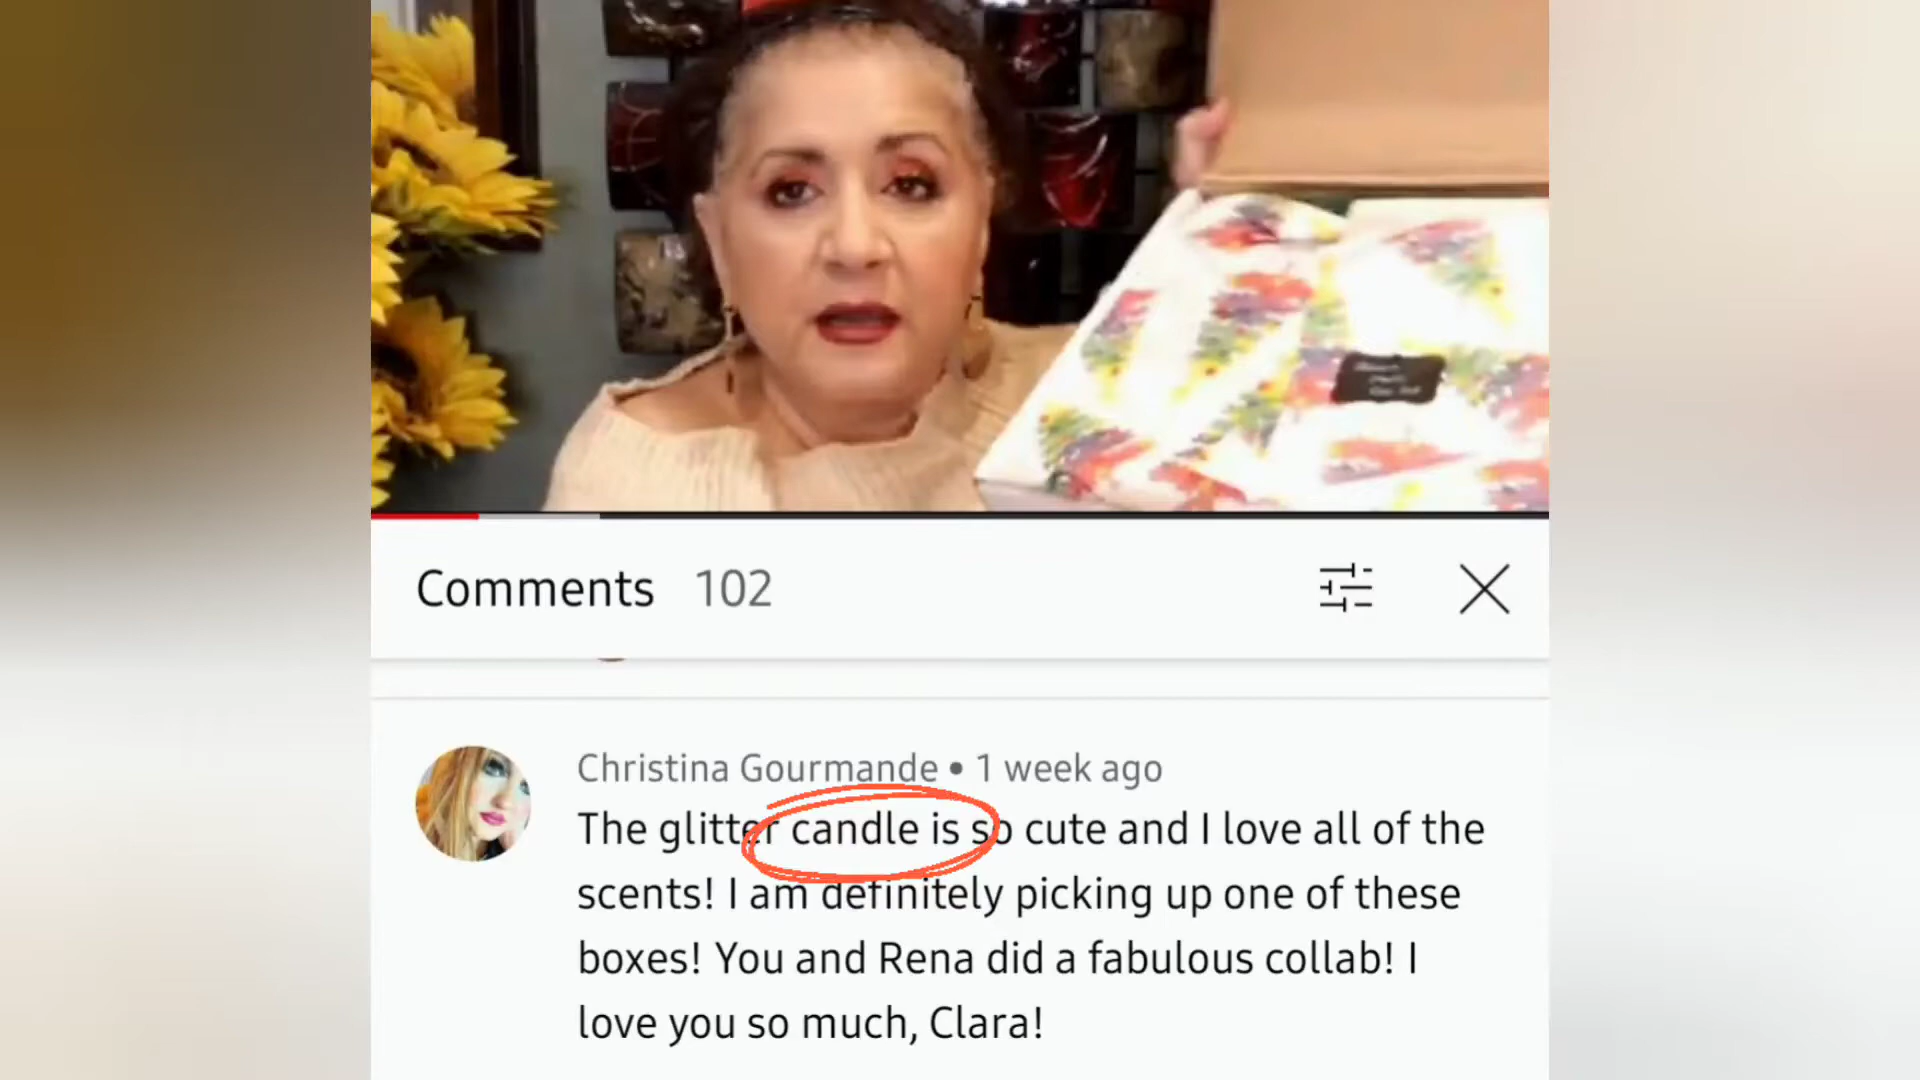 Comments 102
Christina Gourmande • 1 week ago
The glitter candle is so cute and I love all of the
scents! I am definitely picking up one of these
boxes! You and Rena did a fabulous collab! I
love you so much, Clara!